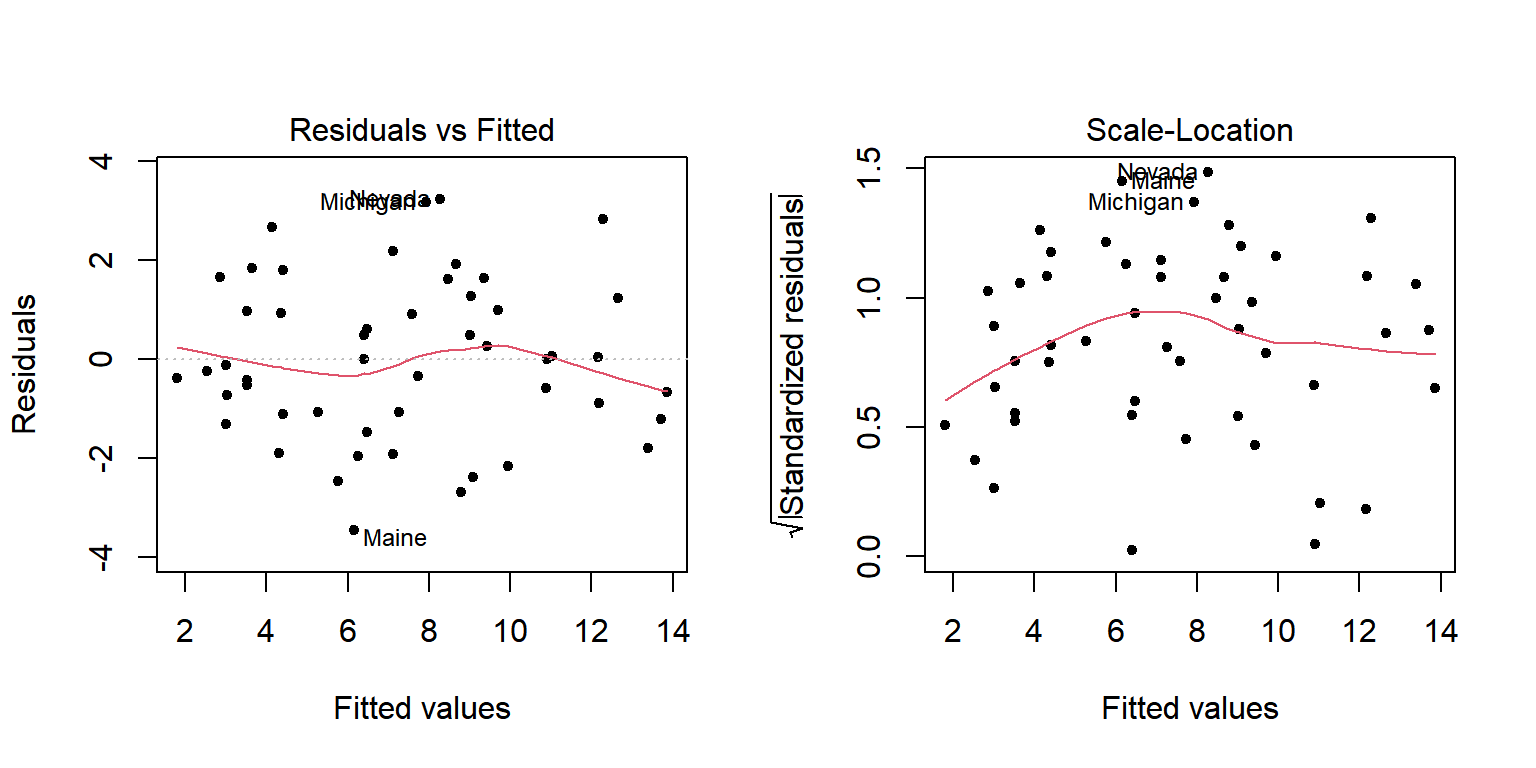 Residuals vs Fitted
Residuals
4
2
0
-2
-4
Nevada
Michigan
Maine
2 4 6 8 10 12 14
Fitted values
Scale-Location
√|Standardized residuals|
1.5
1.0
0.5
0.0
Nevada
Maine
Michigan
2 4 6 8 10 12 14
Fitted values